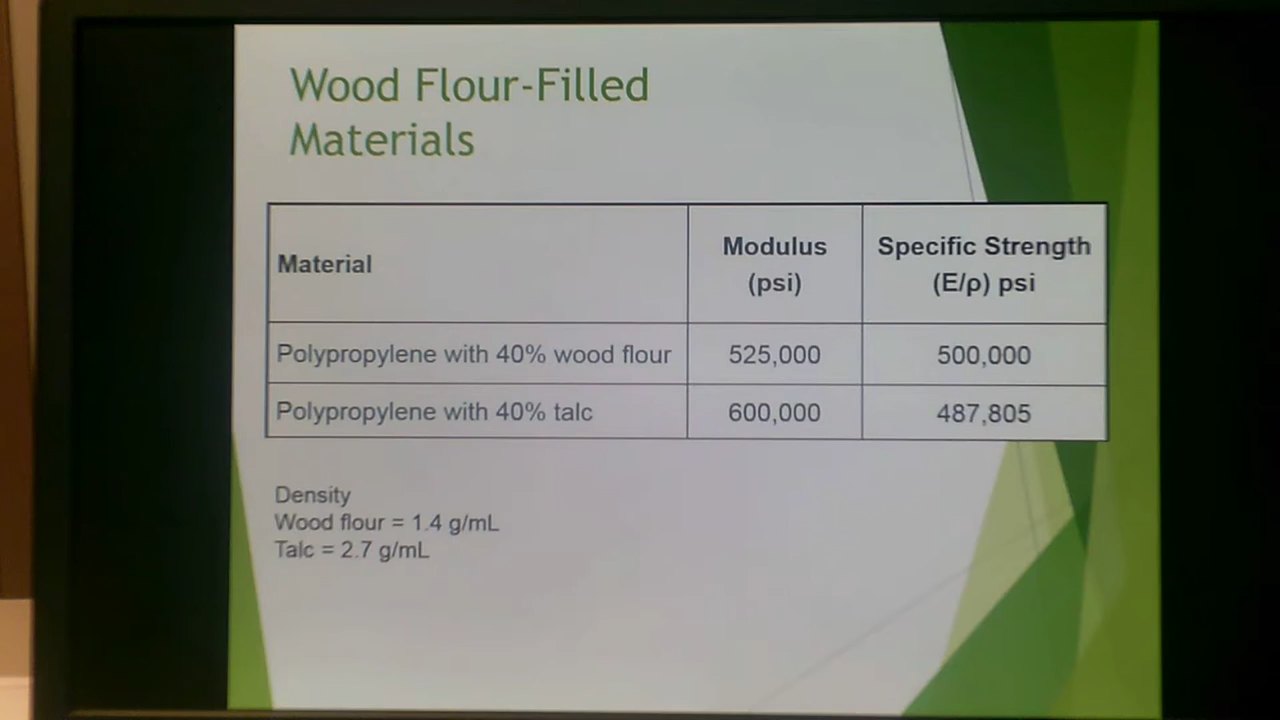 Wood Flour-Filled
Materials
Material
Modulus
(psi)
Specific Strength
(E/ρ) psi
Polypropylene with 40% wood flour 525,000 500,000
Polypropylene with 40% talc 600,000 487,805
Density
Wood flour = 1.4 g/mL
Talc = 2.7 g/mL